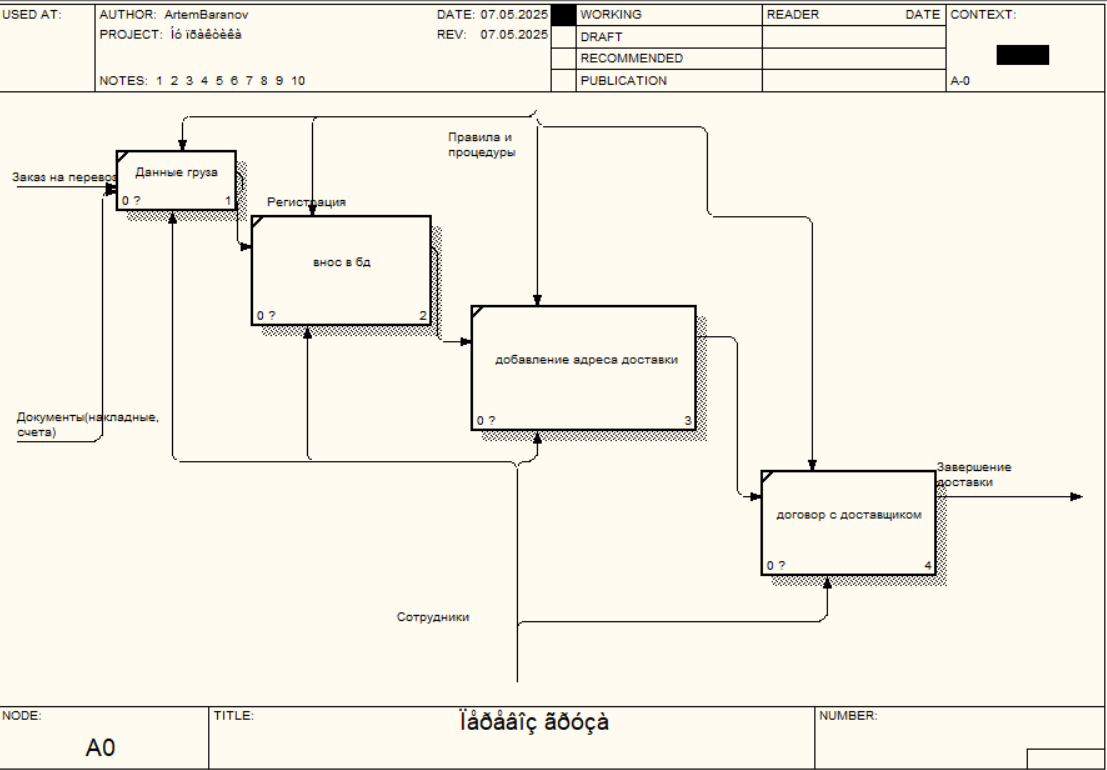 USED AT:
AUTHOR: ArtemBaranov
DATE: 07.05.2025
WORKING
READER
DATE
CONTEXT:
PROJECT: Íó ïðàêòèêà
REV: 07.05.2025
DRAFT
RECOMMENDED
NOTES: 1 2 3 4 5 6 7 8 9 10
PUBLICATION
A-0
Правила и
процедуры
Заказ на перевоз
Данные груза
0 ?
1
Регистрация
внос в бд
0 ?
2
добавление адреса доставки
0 ?
3
Документы(накладные,
счета)
Завершение
доставки
договор с доставщиком
0 ?
4
Сотрудники
NODE:
A0
TITLE:
Ïåðåâîç ãðóçà
NUMBER: